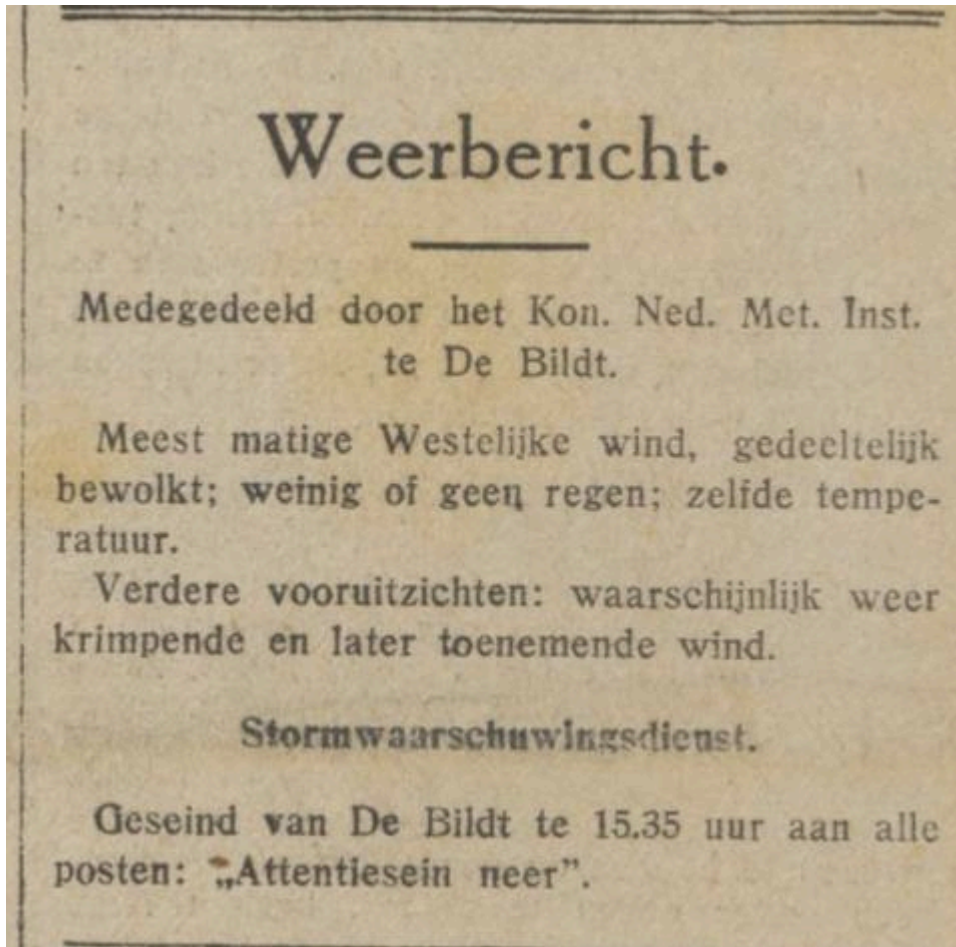 Weerbericht.
Medegedeeld door het Kon. Ned. Met. Inst.
te De Bildt.
Meest matige Westelijke wind, gedeeltelijk
bewolkt; weinig of geen regen; zelfde tempe-
ratuur.
Verdere vooruitzichten: waarschijnlijk weer
krimpende en later toenemende wind.
Stormwaarschuwingsdienst.
Geseind van De Bildt te 15.35 uur aan alle
posten: „Attentiesein neer”.